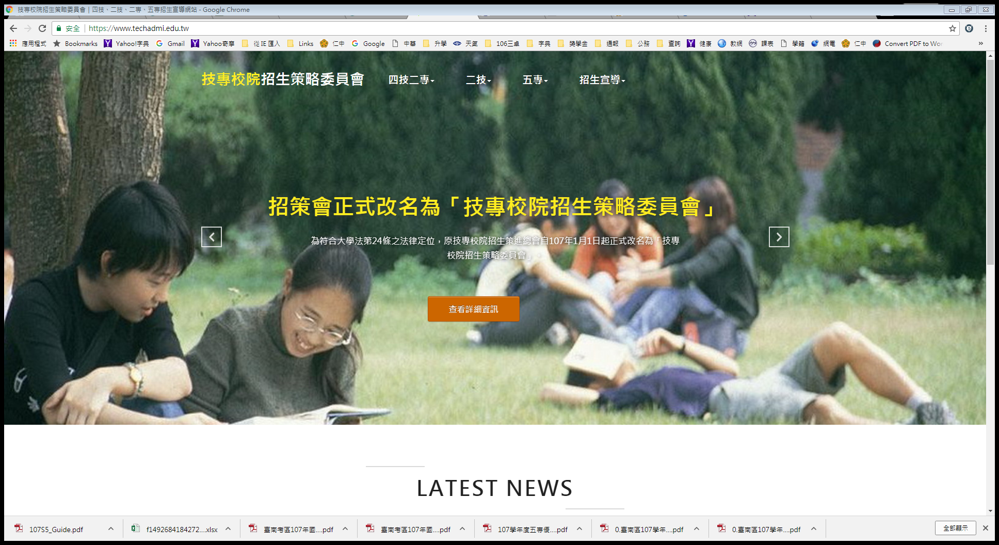 技專校院招生策略委員會 | 四技、二技、二專、五專招生宣導網站 - Google Chrome
安全 | https://www.techadmi.edu.tw
應用程式 Bookmarks Yahoo!字典 Gmail Yahoo奇摩 從 IE 匯入 Links 仁中 Google 中華 升學 天氣 106三卓 字典 獎學金 通報 公務 查詢 健康 教網 課表 學籍 網電 仁中 Convert PDF to Wor »
技專校院招生策略委員會 四技二專 二技 五專 招生宣導
招策會正式改名為「技專校院招生策略委員會」
為符合大學法第24條之法律定位，原技專校院招生策進總會自107年1月1日起正式改名為「技專
校院招生策略委員會」。
查看詳細資訊
LATEST NEWS
107S5_Guide.pdf f1492684184272....xlsx 臺南考區107年國....pdf 臺南考區107年國....pdf 107學年度五專優....pdf 0.臺南區107學年....pdf 0.臺南區107學年....pdf 全部顯示